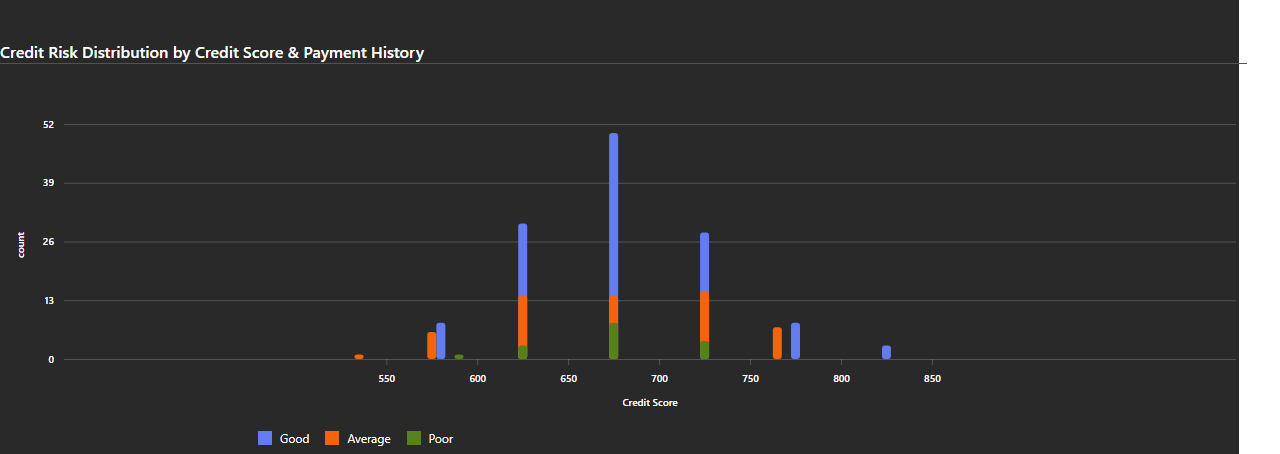 Credit Risk Distribution by Credit Score & Payment History
52
39
26
13
0
count
550 600 650 700 750 800 850
Credit Score
Good Average Poor